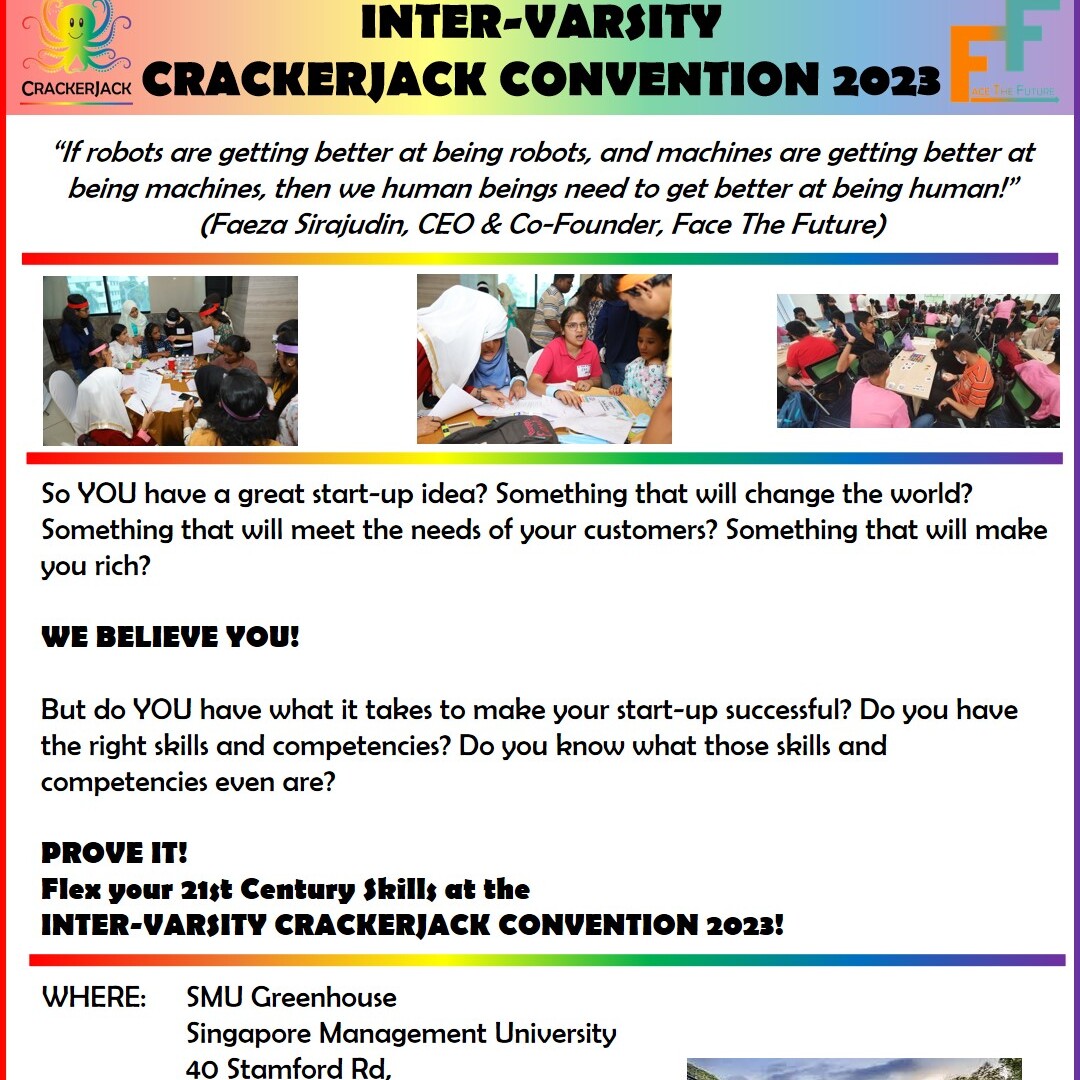 INTER-VARSITY
CRACKERJACK CONVENTION 2023
CRACKERJACK
FF
FACE THE FUTURE
“If robots are getting better at being robots, and machines are getting better at
being machines, then we human beings need to get better at being human!”
(Faeza Sirajudin, CEO & Co-Founder, Face The Future)
So YOU have a great start-up idea? Something that will change the world?
Something that will meet the needs of your customers? Something that will make
you rich?
WE BELIEVE YOU!
But do YOU have what it takes to make your start-up successful? Do you have
the right skills and competencies? Do you know what those skills and
competencies even are?
PROVE IT!
Flex your 21st Century Skills at the
INTER-VARSITY CRACKERJACK CONVENTION 2023!
WHERE: SMU Greenhouse
Singapore Management University
40 Stamford Rd,